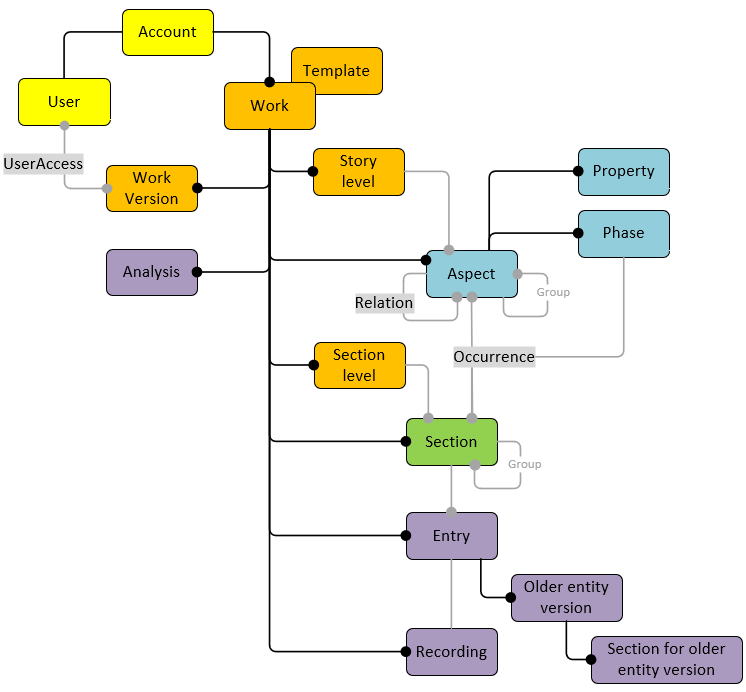 Account
Template
User
Work
UserAccess
Work
Version
Story
level
Property
Phase
Analysis
Aspect
Group
Relation
Section
level
Occurrence
Section
Group
Entry
Older entity
version
Recording
Section for older
entity version